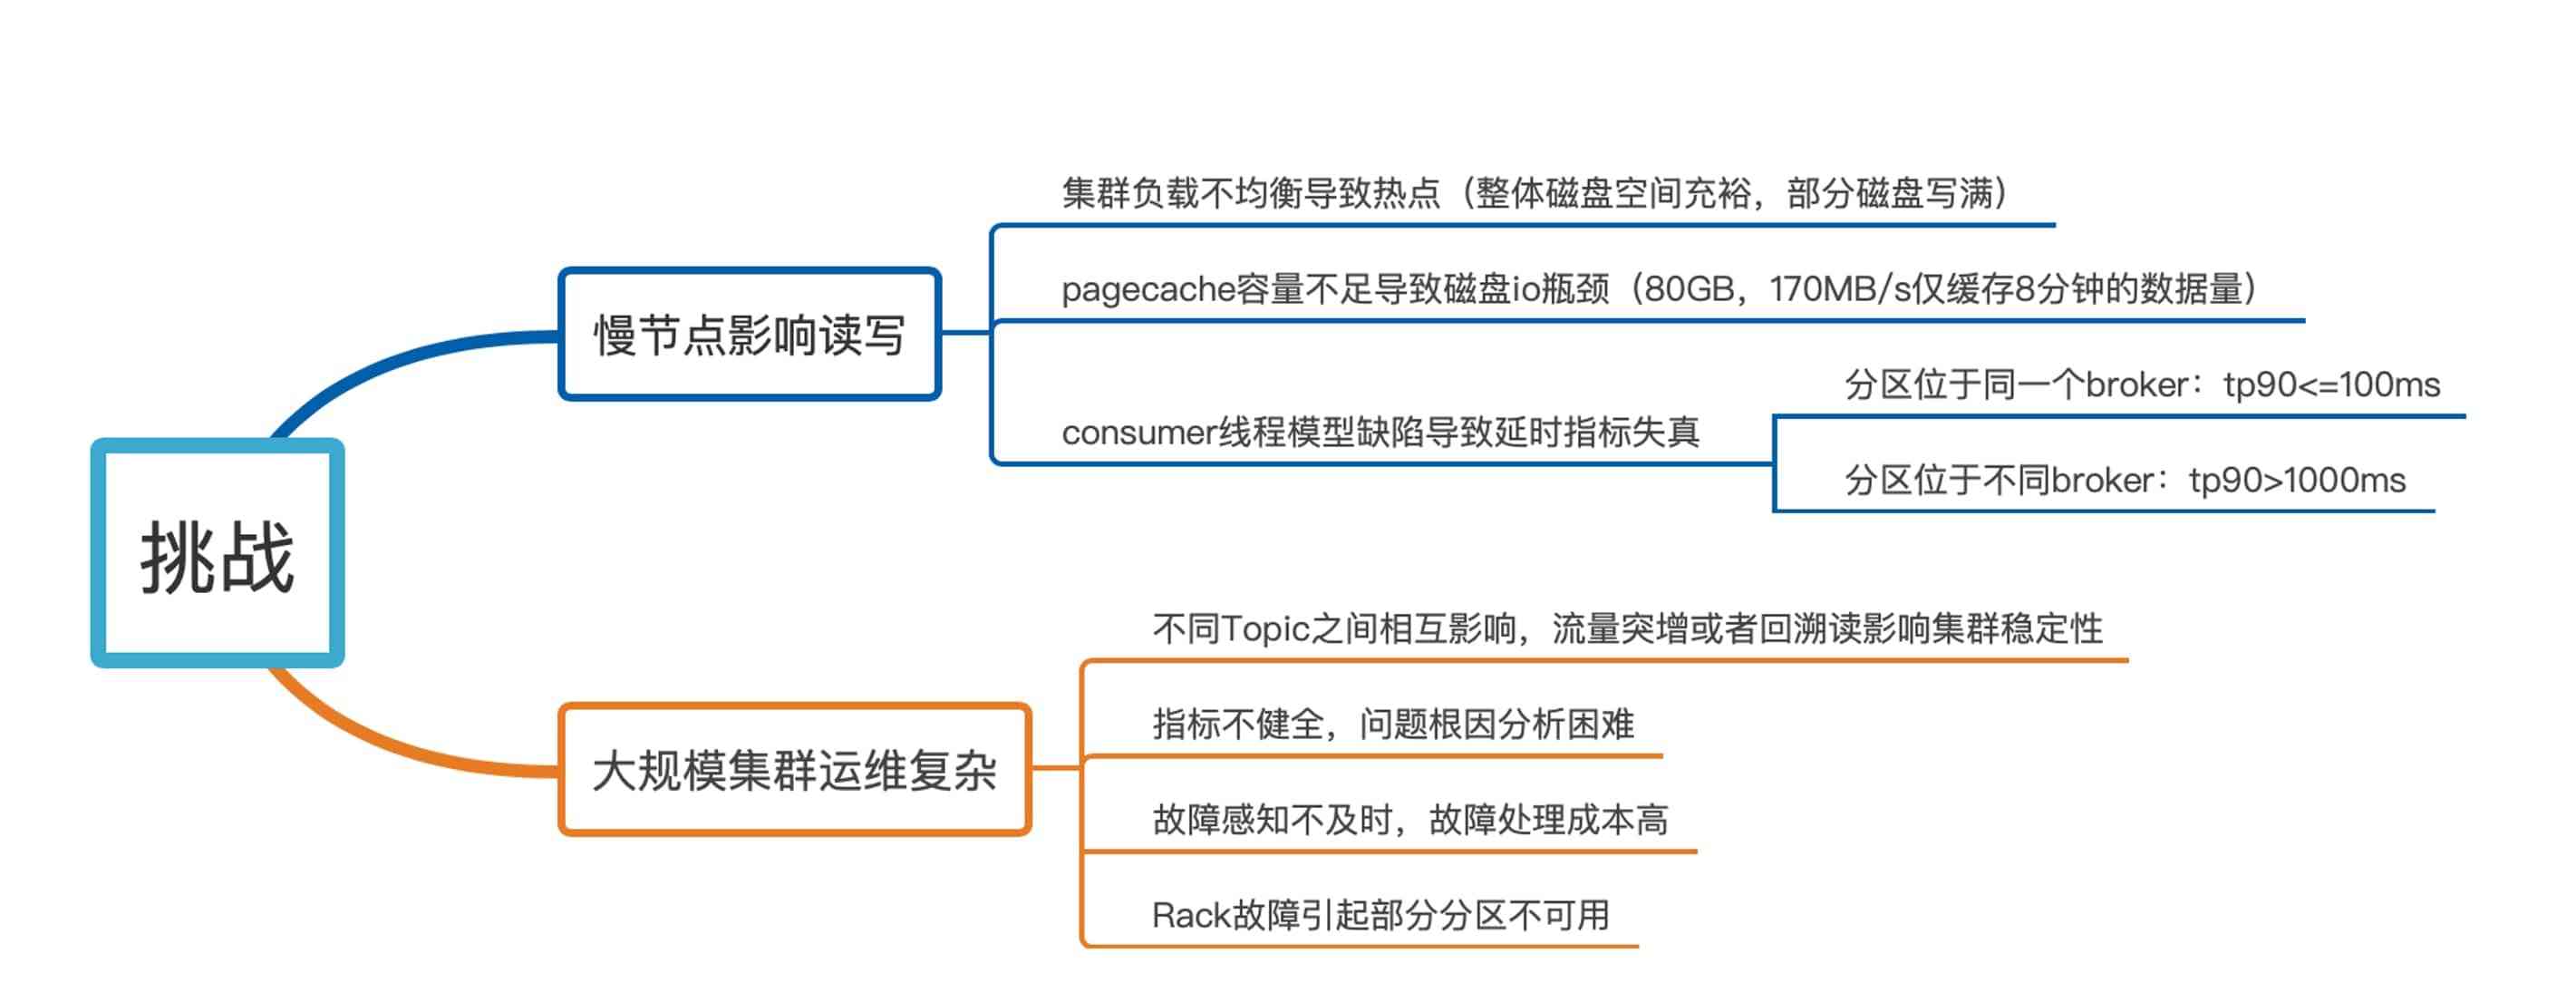 挑战
慢节点影响读写
集群负载不均衡导致热点（整体磁盘空间充裕，部分磁盘写满）
pagecache容量不足导致磁盘io瓶颈（80GB，170MB/s仅缓存8分钟的数据量）
consumer线程模型缺陷导致延时指标失真
分区位于同一个broker：tp90<=100ms
分区位于不同broker：tp90>1000ms
大规模集群运维复杂
不同Topic之间相互影响，流量突增或者回溯读影响集群稳定性
指标不健全，问题根因分析困难
故障感知不及时，故障处理成本高
Rack故障引起部分分区不可用